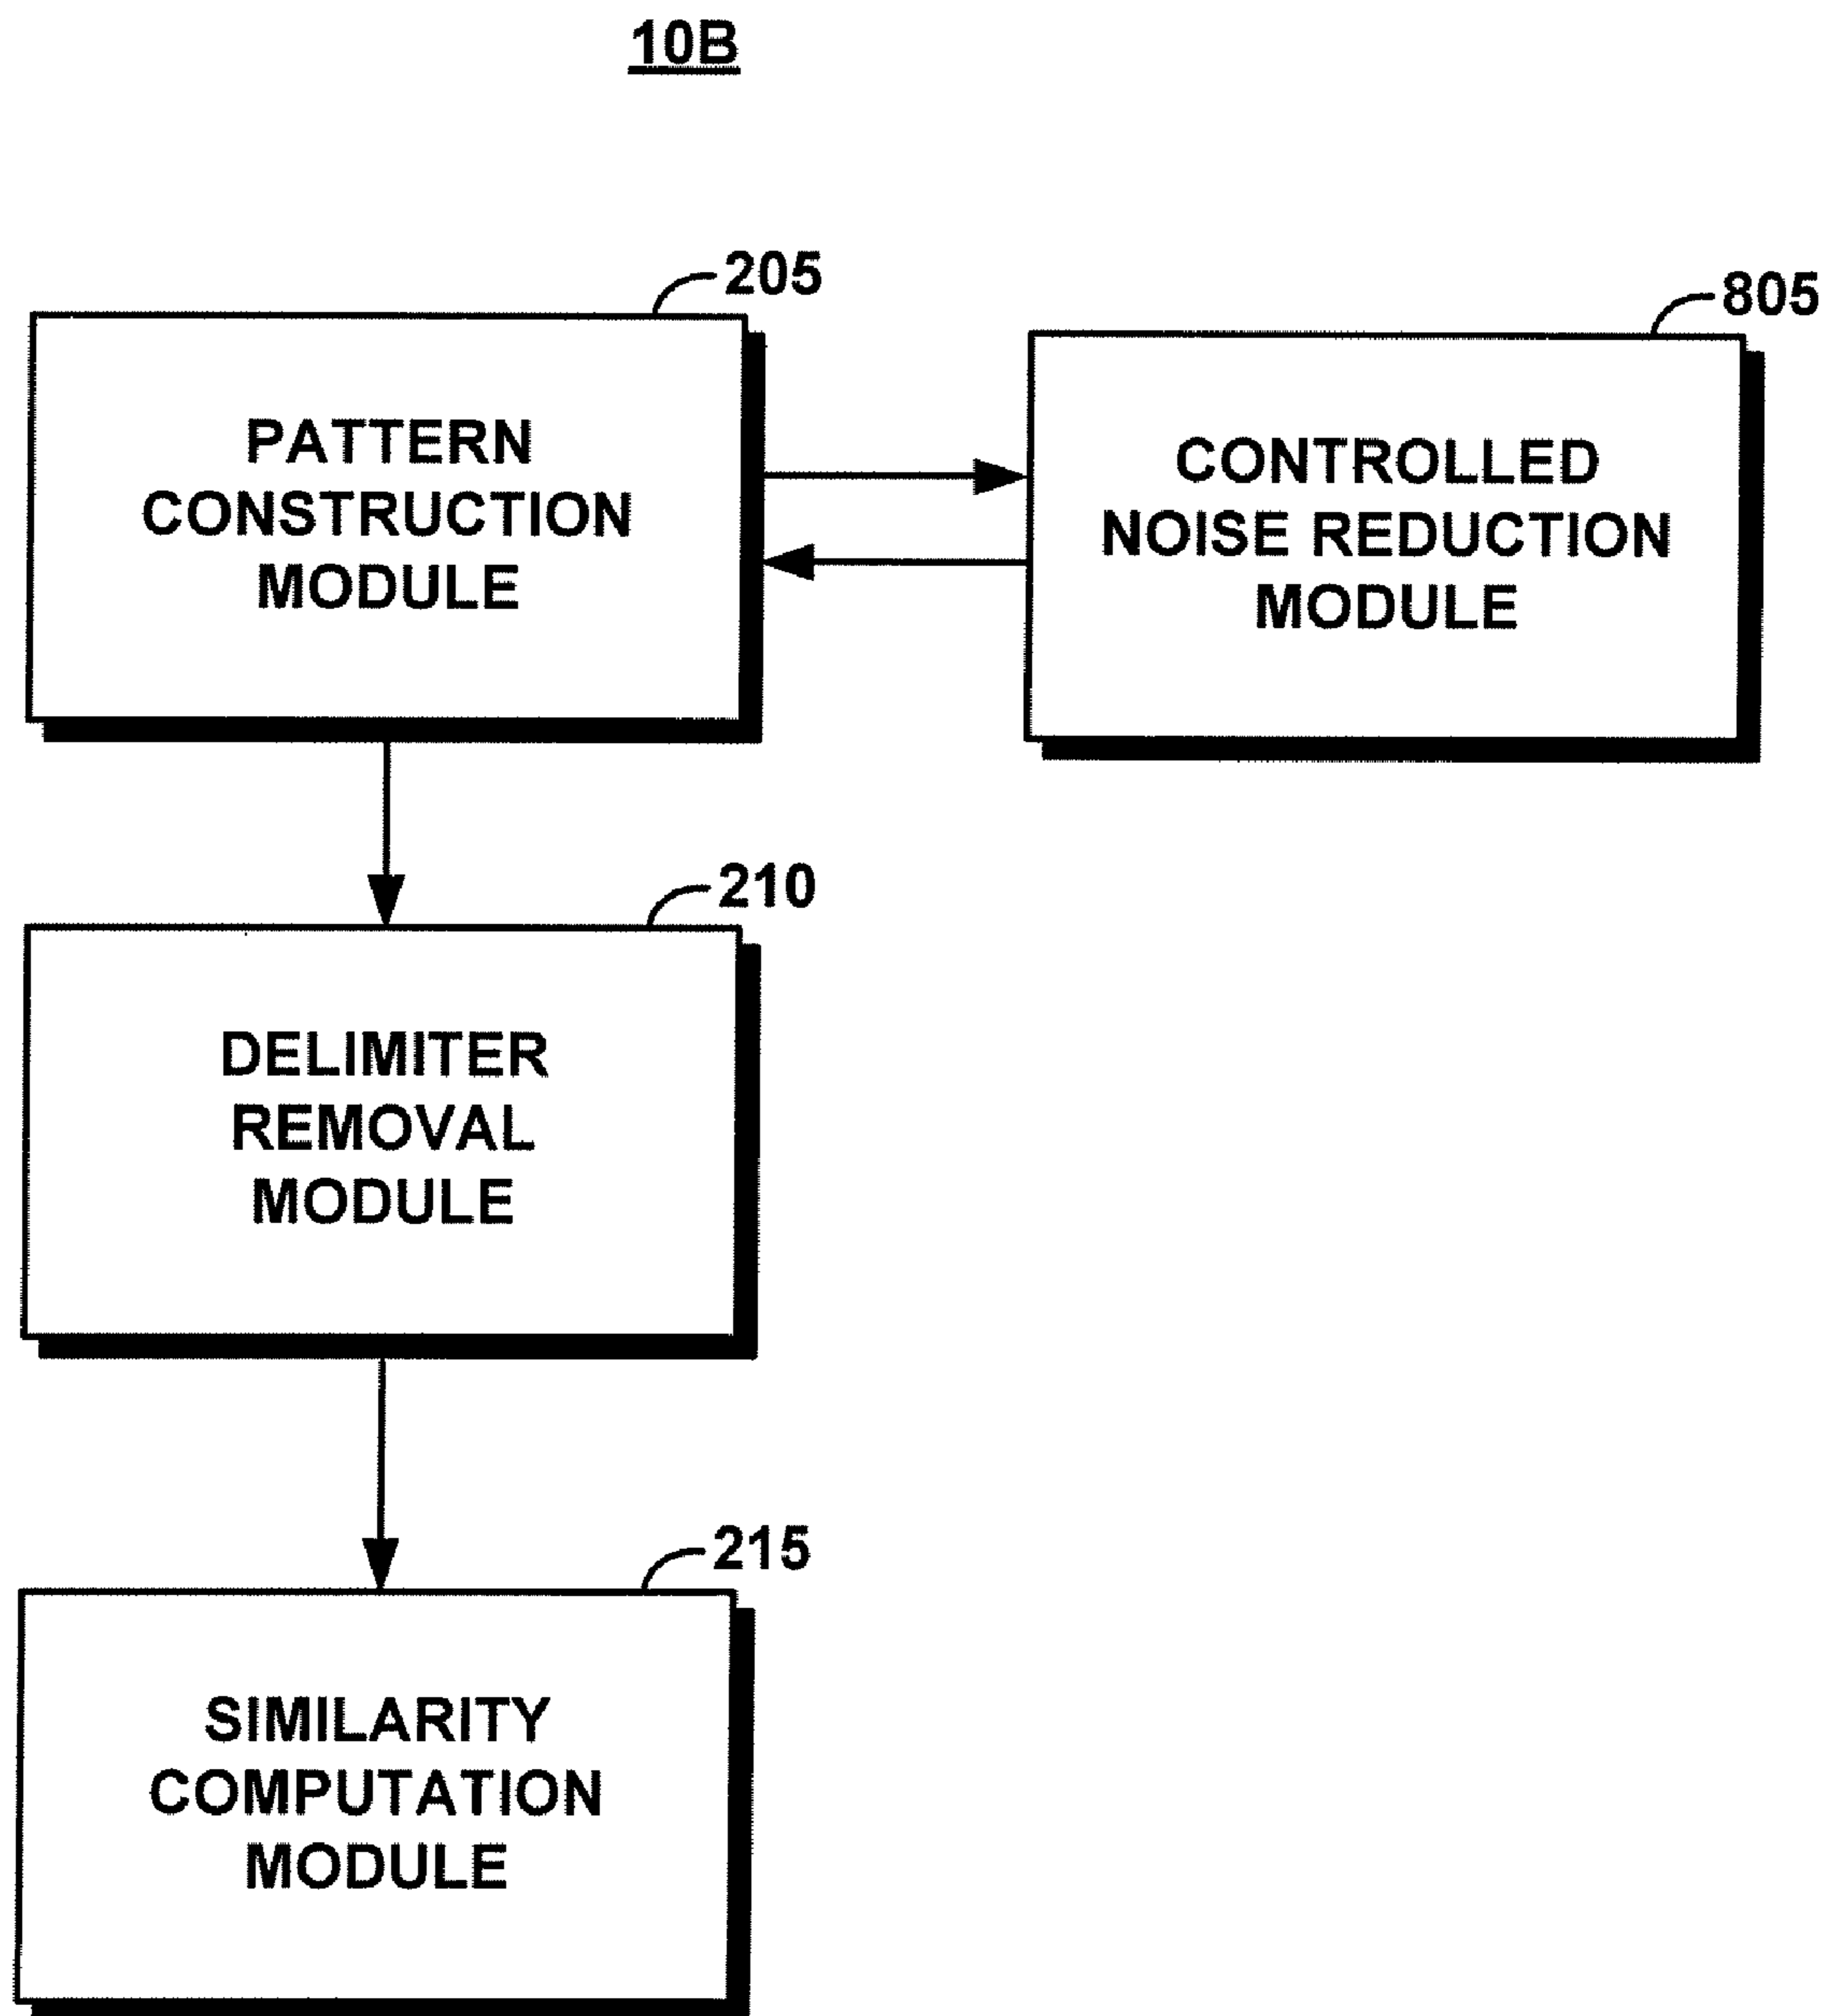 10B
205
PATTERN
CONSTRUCTION
MODULE
805
CONTROLLED
NOISE REDUCTION
MODULE
210
DELIMITER
REMOVAL
MODULE
215
SIMILARITY
COMPUTATION
MODULE